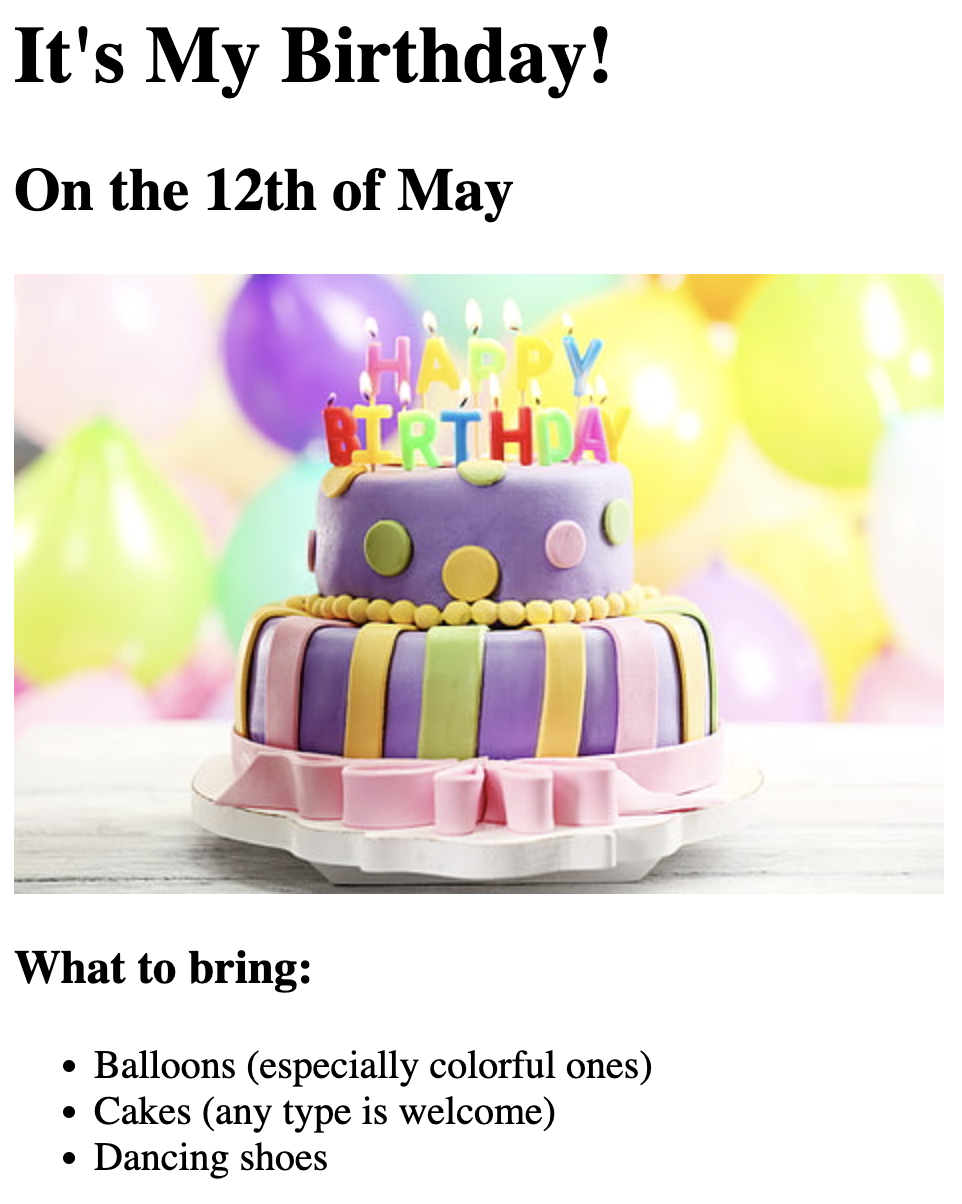 It's My Birthday!
On the 12th of May
HAPPY
BIRTHDAY
What to bring:
Balloons (especially colorful ones)
Cakes (any type is welcome)
Dancing shoes